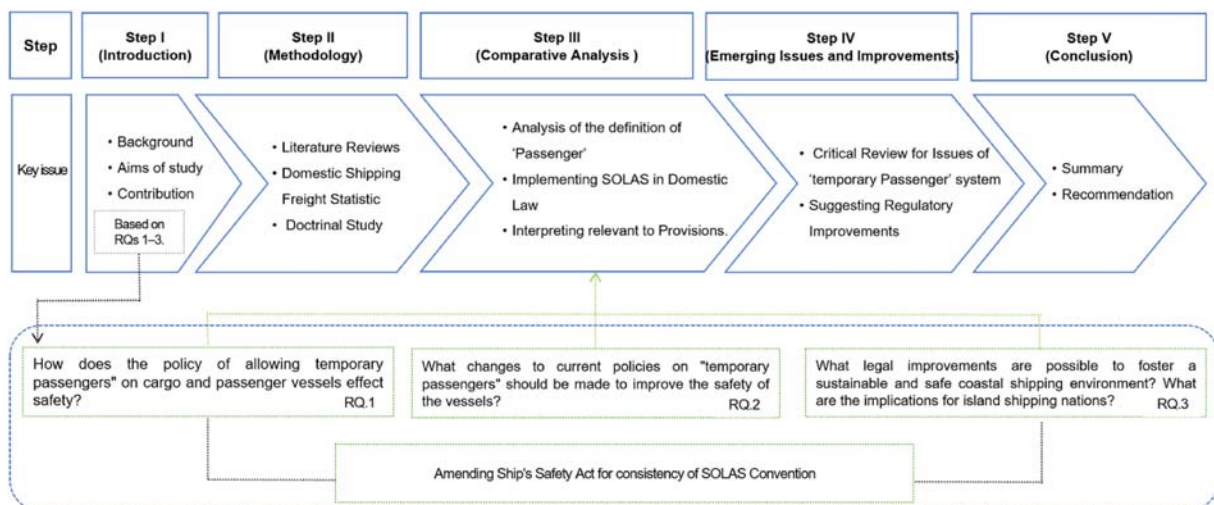 Step
Step I
(Introduction)
Step II
(Methodology)
Step III
(Comparative Analysis )
Step IV
(Emerging Issues and Improvements)
Step V
(Conclusion)
Key issue
• Background
• Aims of study
• Contribution
Based on
RQs 1–3.
• Literature Reviews
• Domestic Shipping
Freight Statistic
• Doctrinal Study
• Analysis of the definition of
'Passenger'
• Implementing SOLAS in Domestic
Law
• Interpreting relevant to Provisions.
• Critical Review for Issues of
'temporary Passenger' system
• Suggesting Regulatory
Improvements
• Summary
• Recommendation
How does the policy of allowing temporary
passengers" on cargo and passenger vessels effect
safety?
RQ.1
What changes to current policies on "temporary
passengers" should be made to improve the safety of
the vessels?
RQ.2
What legal improvements are possible to foster a
sustainable and safe coastal shipping environment? What
are the implications for island shipping nations?
RQ.3
Amending Ship's Safety Act for consistency of SOLAS Convention